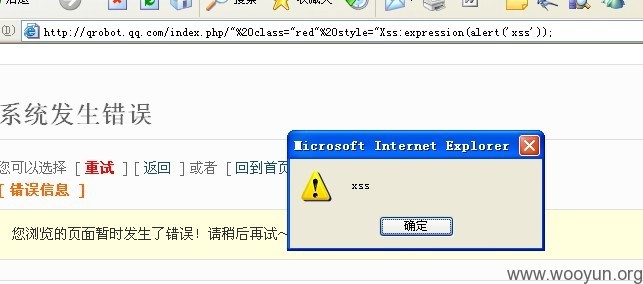 后退
搜索
收藏夹
http://qrobot.qq.com/index.php/"%20class="red"%20style="Xss:expression(alert('xss'));
系统发生错误
您可以选择 [ 重试 ] [ 返回 ] 或者 [ 回到首页
[ 错误信息 ]
您浏览的页面暂时发生了错误！请稍后再试~
Microsoft Internet Explorer
xss
确定
www.wooyun.org